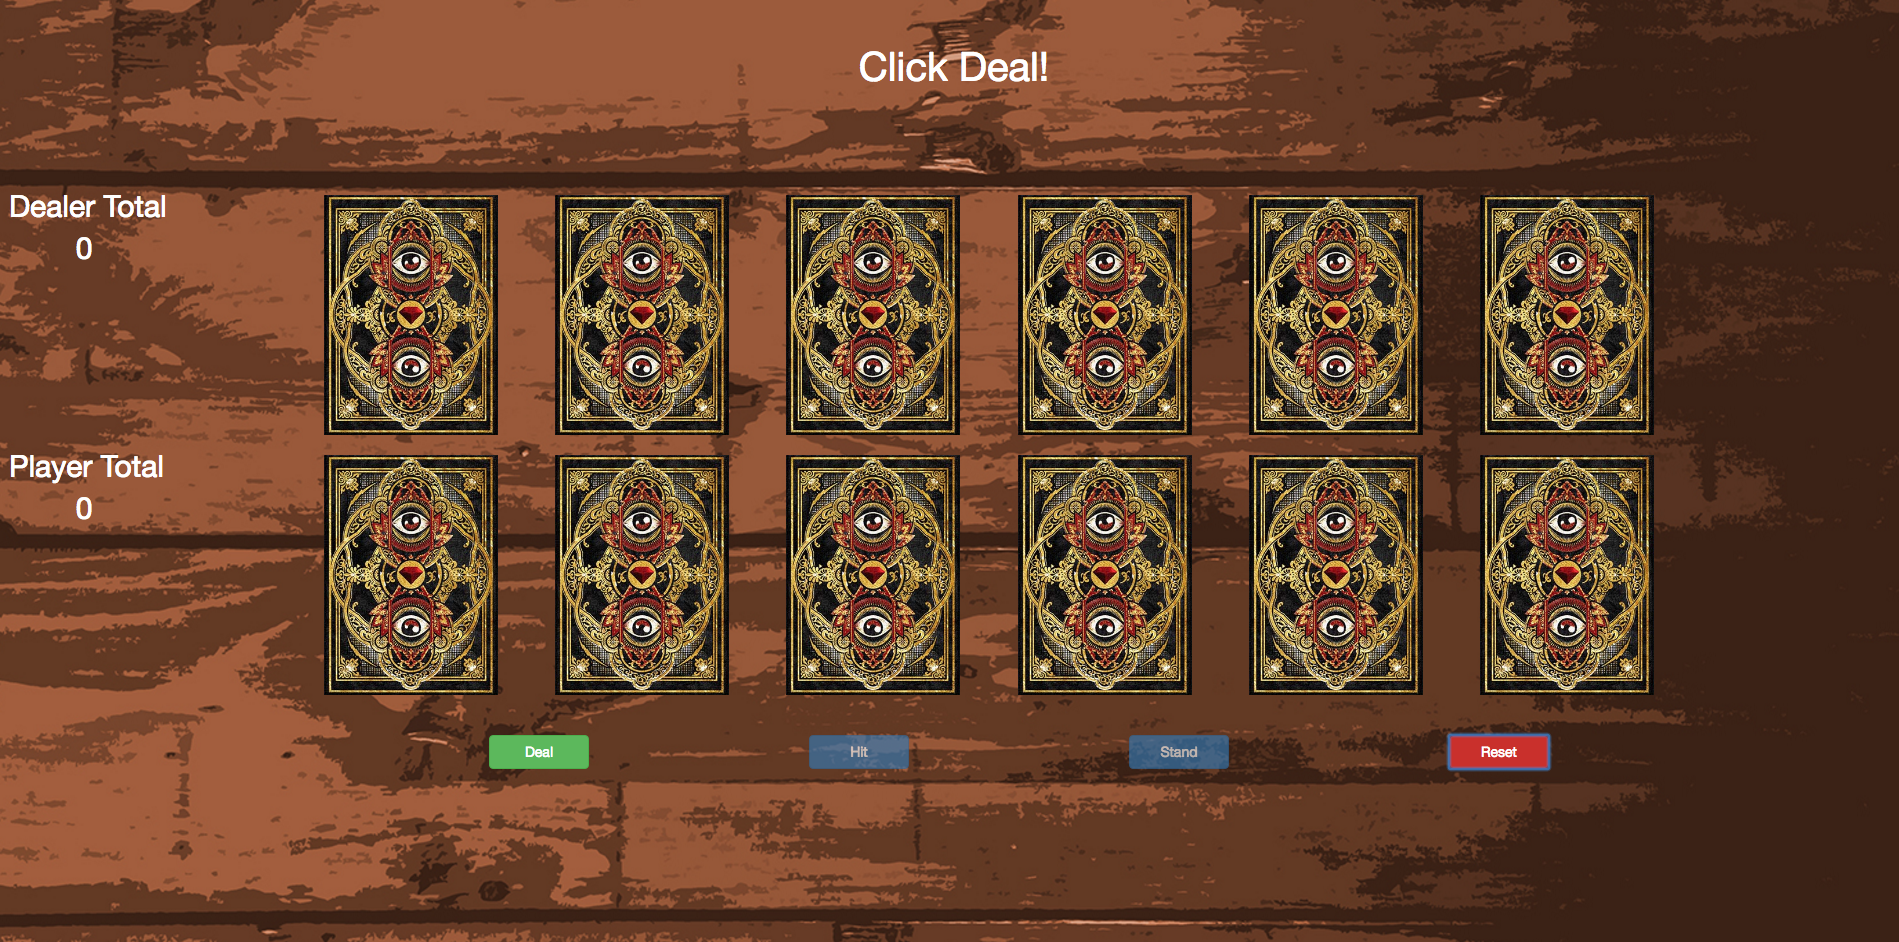 Click Deal!
Dealer Total
0
Player Total
0
Deal
Hit
Stand
Reset